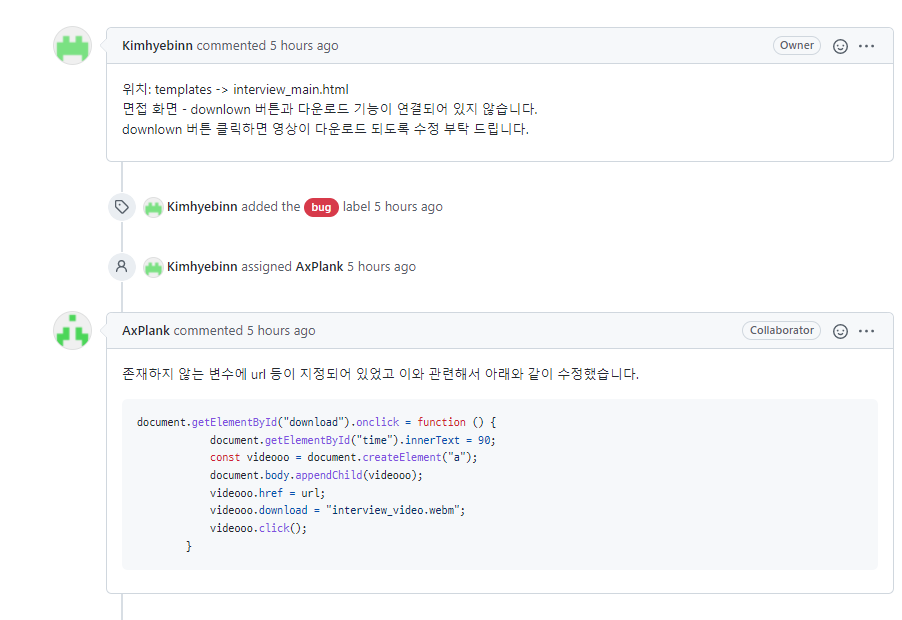 Kimhyebinn commented 5 hours ago Owner
위치: templates -> interview_main.html
면접 화면 - downlown 버튼과 다운로드 기능이 연결되어 있지 않습니다.
downlown 버튼 클릭하면 영상이 다운로드 되도록 수정 부탁 드립니다.
Kimhyebinn added the bug label 5 hours ago
Kimhyebinn assigned AxPlank 5 hours ago
AxPlank commented 5 hours ago Collaborator
존재하지 않는 변수에 url 등이 지정되어 있었고 이와 관련해서 아래와 같이 수정했습니다.
document.getElementById("download").onclick = function () {
document.getElementById("time").innerText = 90;
const videooo = document.createElement("a");
document.body.appendChild(videooo);
videooo.href = url;
videooo.download = "interview_video.webm";
videooo.click();
}